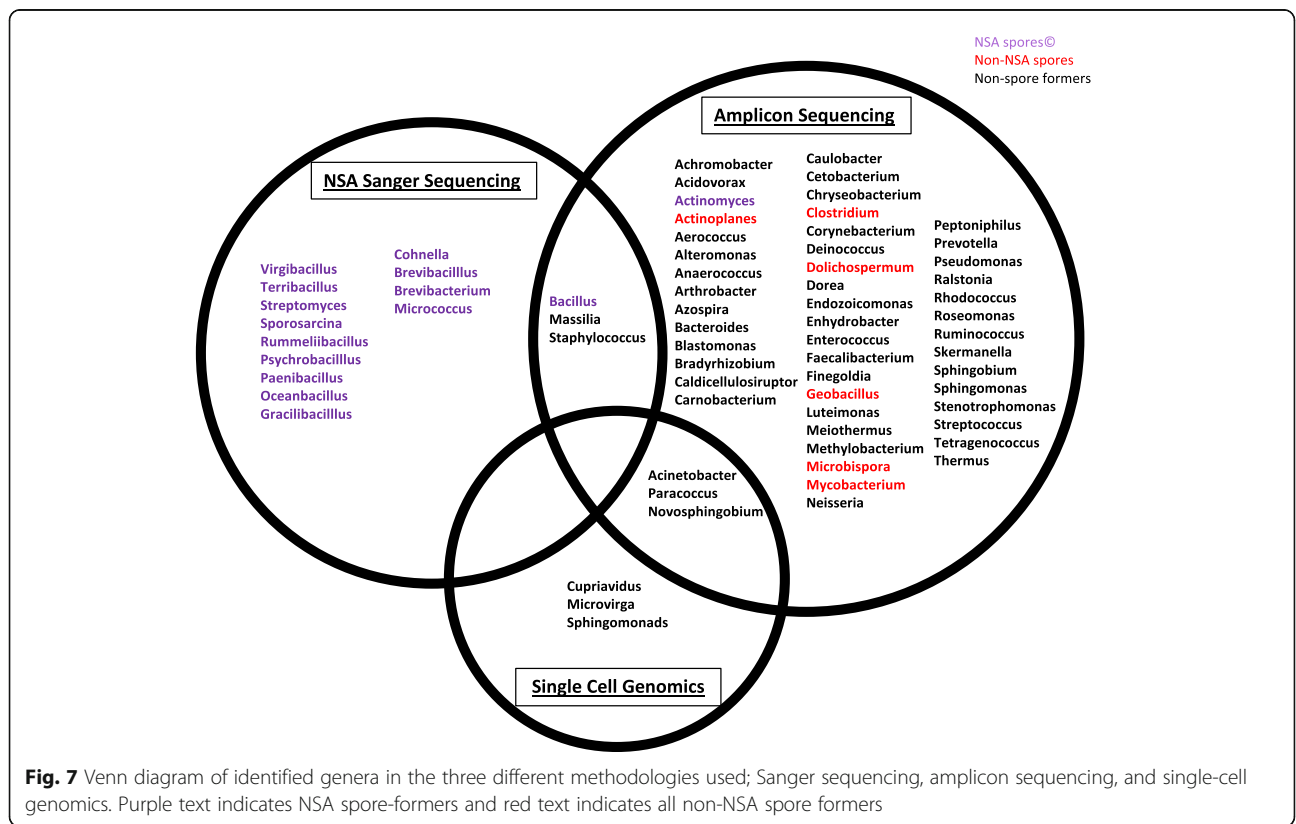 NSA spores©
Non-NSA spores
Non-spore formers
Amplicon Sequencing
NSA Sanger Sequencing
Virgibacillus
Terribacillus
Streptomyces
Sporosarcina
Rummeliibacillus
Psychrobacilllus
Paenibacillus
Oceanbacillus
Gracilibacilllus
Cohnella
Brevibacilllus
Brevibacterium
Micrococcus
Bacillus
Massilia
Staphylococcus
Achromobacter
Acidovorax
Actinomyces
Actinoplanes
Aerococcus
Alteromonas
Anaerococcus
Arthrobacter
Azospira
Bacteroides
Blastomonas
Bradyrhizobium
Caldicellulosiruptor
Carnobacterium
Caulobacter
Cetobacterium
Chryseobacterium
Clostridium
Corynebacterium
Deinococcus
Dolichospermum
Dorea
Endozoicomonas
Enhydrobacter
Enterococcus
Faecalibacterium
Finegoldia
Geobacillus
Luteimonas
Meiothermus
Methylobacterium
Microbispora
Mycobacterium
Neisseria
Peptoniphilus
Prevotella
Pseudomonas
Ralstonia
Rhodococcus
Roseomonas
Ruminococcus
Skermanella
Sphingobium
Sphingomonas
Stenotrophomonas
Streptococcus
Tetragenococcus
Thermus
Acinetobacter
Paracoccus
Novosphingobium
Cupriavidus
Microvirga
Sphingomonads
Single Cell Genomics
Fig. 7 Venn diagram of identified genera in the three different methodologies used; Sanger sequencing, amplicon sequencing, and single-cell
genomics. Purple text indicates NSA spore-formers and red text indicates all non-NSA spore formers